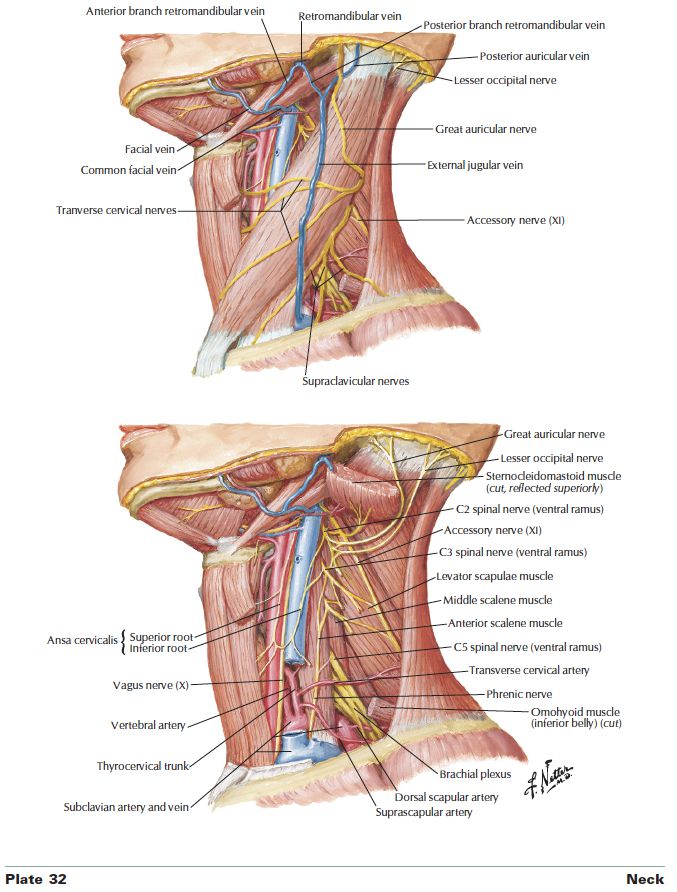 Anterior branch retromandibular vein
Retromandibular vein
Posterior branch retromandibular vein
Posterior auricular vein
Lesser occipital nerve
Great auricular nerve
Facial vein
Common facial vein
External jugular vein
Tranverse cervical nerves
Accessory nerve (XI)
Supraclavicular nerves
Great auricular nerve
Lesser occipital nerve
Sternocleidomastoid muscle
(cut, reflected superiorly)
C2 spinal nerve (ventral ramus)
Accessory nerve (XI)
C3 spinal nerve (ventral ramus)
Levator scapulae muscle
Middle scalene muscle
Anterior scalene muscle
Ansa cervicalis { Superior root
Inferior root
C5 spinal nerve (ventral ramus)
Transverse cervical artery
Vagus nerve (X)
Phrenic nerve
Omohyoid muscle
(inferior belly) (cut)
Vertebral artery
Thyrocervical trunk
Brachial plexus
Dorsal scapular artery
Subclavian artery and vein
Suprascapular artery
F. Netter
M.D.
Plate 32
Neck